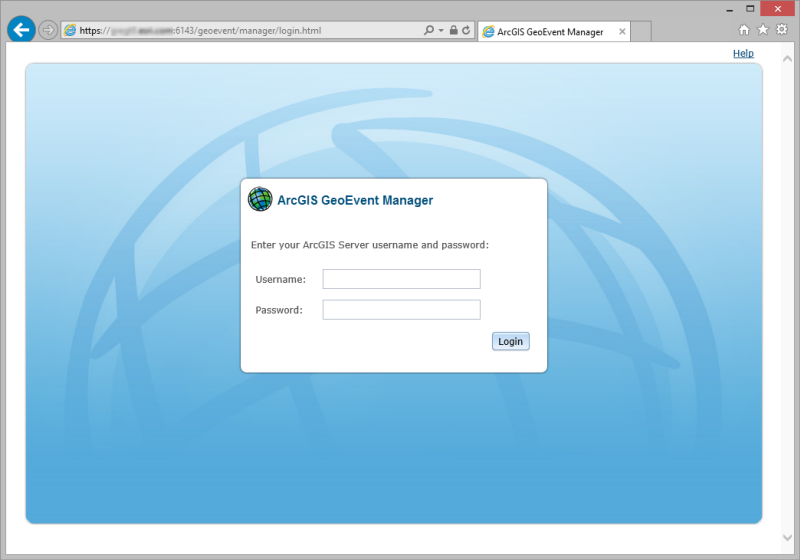 https:// :6143/geoevent/manager/login.html
ArcGIS GeoEvent Manager
Help
ArcGIS GeoEvent Manager
Enter your ArcGIS Server username and password:
Username:
Password:
Login